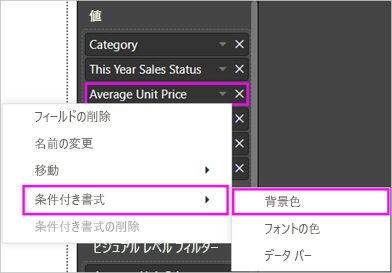 値
Category
This Year Sales Status
Average Unit Price
フィールドの削除
名前の変更
移動
条件付き書式
条件付き書式の削除
背景色
フォントの色
データ バー
ビジュアル レベル フィルター